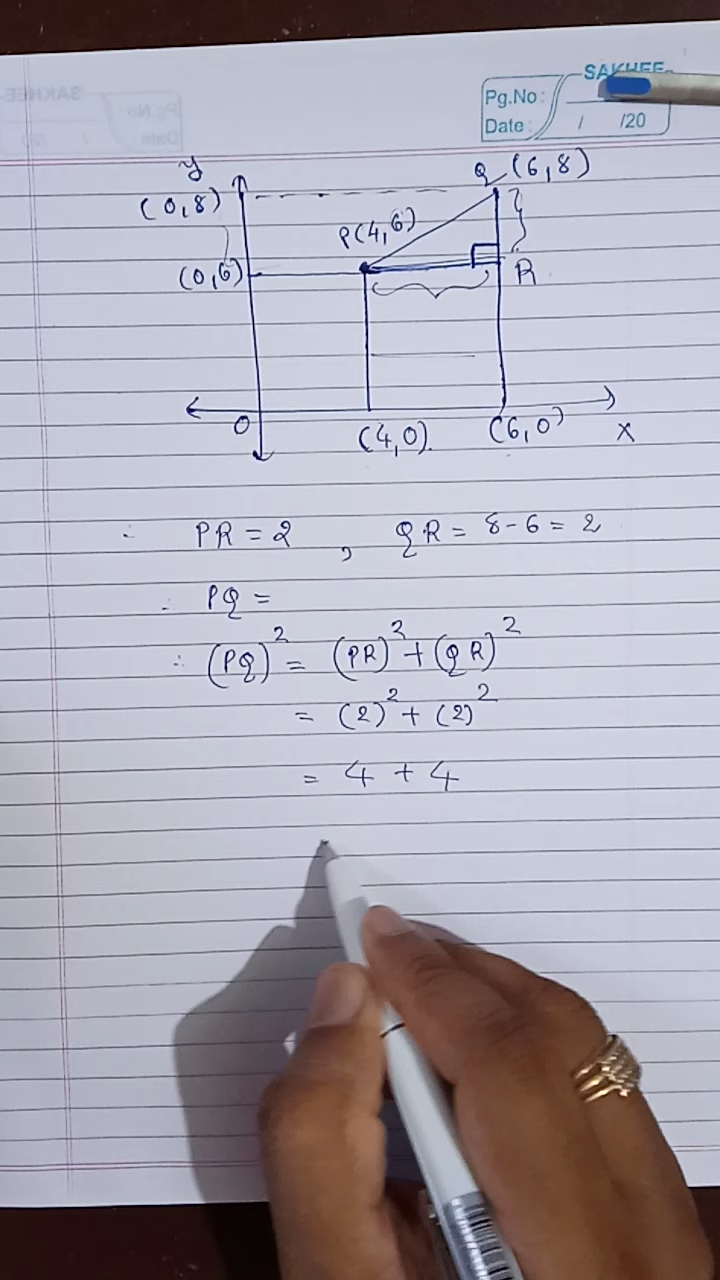 SAKHEE
Pg.No :
Date : / /20
y
Q (6,8)
(0,8)
P(4,6)
(0,6)
R
O
(4,0).
(6,0)
X
∴ PR = 2 , QR = 8-6 = 2
∴ PQ =
∴ (PQ)² = (PR)² + (QR)²
= (2)² + (2)²
= 4 + 4